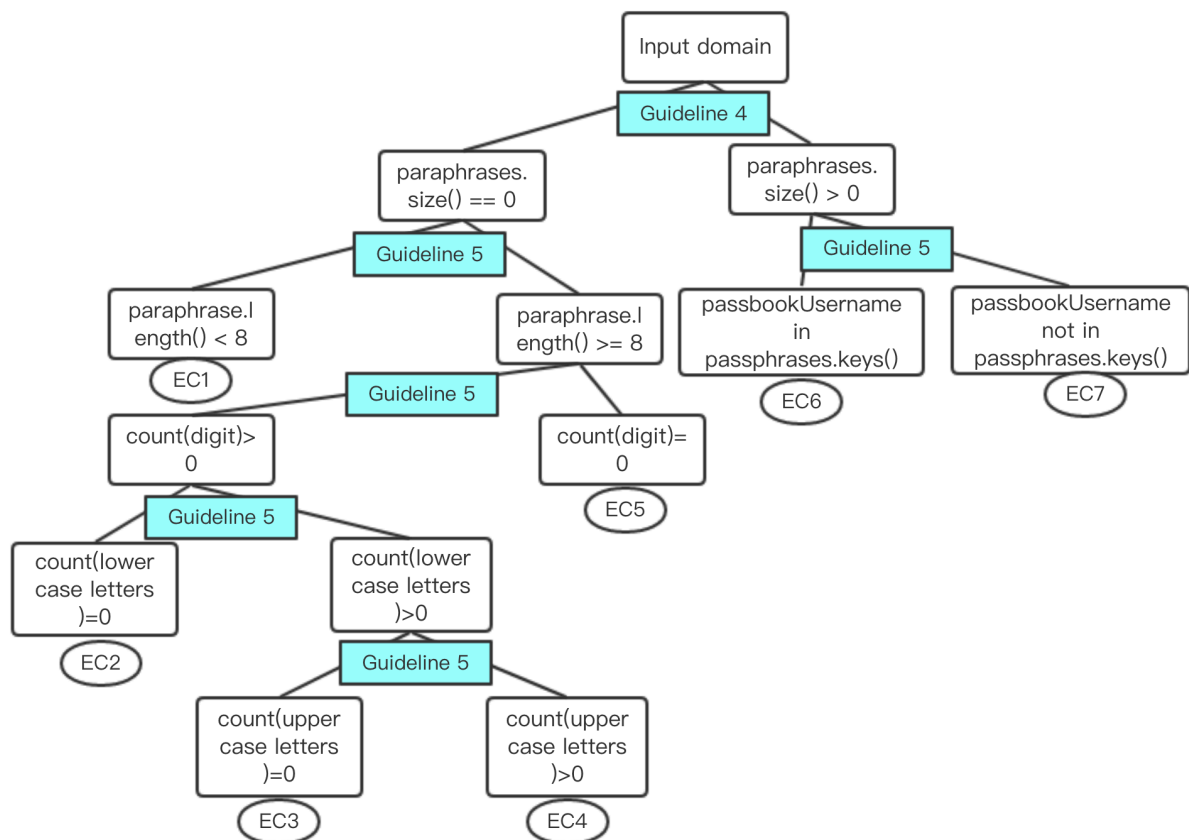 Input domain
Guideline 4
paraphrases.
size() == 0
paraphrases.
size() > 0
Guideline 5
Guideline 5
paraphrase.l
ength() < 8
EC1
paraphrase.l
ength() >= 8
passbookUsername
in
passphrases.keys()
EC6
passbookUsername
not in
passphrases.keys()
EC7
Guideline 5
count(digit)>
0
count(digit)=
0
EC5
Guideline 5
count(lower
case letters
)=0
EC2
count(lower
case letters
)>0
Guideline 5
count(upper
case letters
)=0
EC3
count(upper
case letters
)>0
EC4